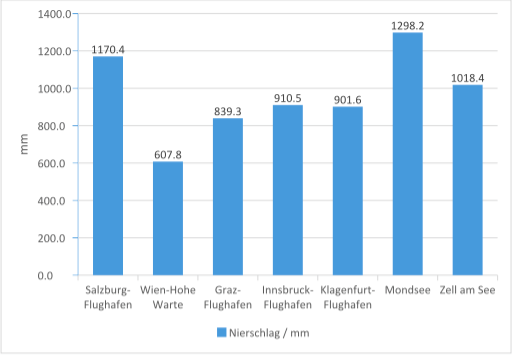 1400.0
1200.0
1000.0
800.0
600.0
400.0
200.0
0.0
mm
1170.4
607.8
839.3
910.5
901.6
1298.2
1018.4
Salzburg-
Flughafen
Wien-Hohe
Warte
Graz-
Flughafen
Innsbruck-
Flughafen
Klagenfurt-
Flughafen
Mondsee
Zell am See
Nierschlag / mm